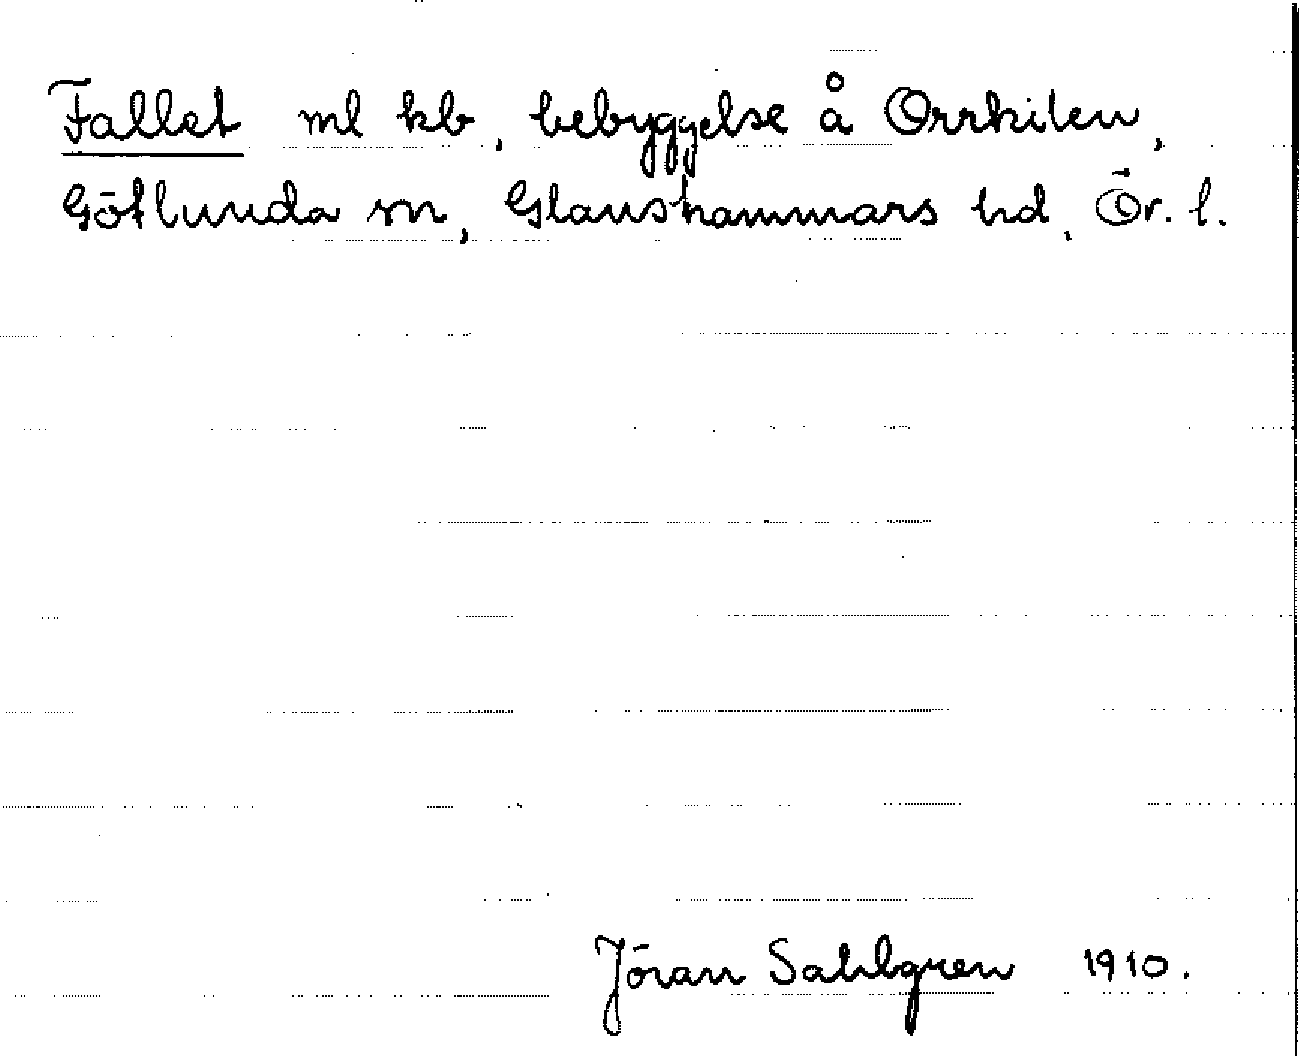 Fallet ml kb, bebyggelse å Orrkilen,
Götlunda sn, Glanshammars hd, Ör. l.
Jöran Sahlgren 1910.